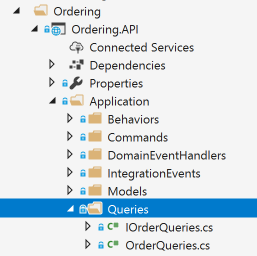 Ordering
Ordering.API
Connected Services
Dependencies
Properties
Application
Behaviors
Commands
DomainEventHandlers
IntegrationEvents
Models
Queries
C# IOrderQueries.cs
C# OrderQueries.cs